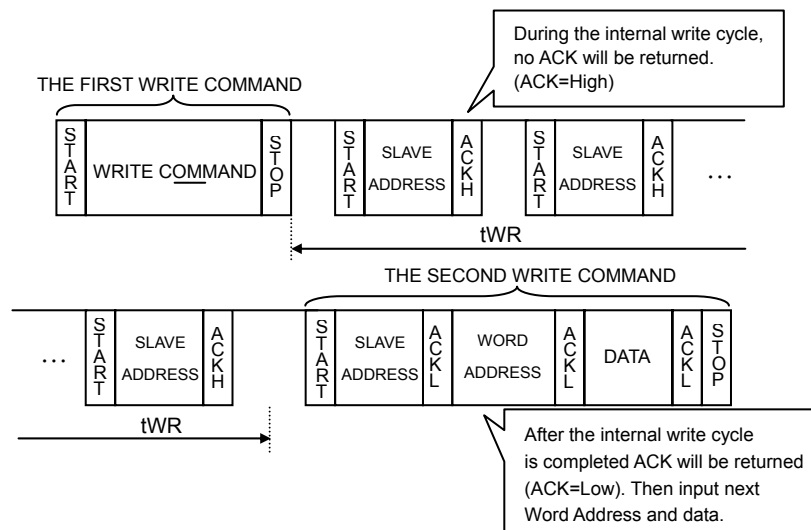 During the internal write cycle,
no ACK will be returned.
(ACK=High)
THE FIRST WRITE COMMAND
START
WRITE COMMAND
STOP
START
SLAVE
ADDRESS
ACKH
START
SLAVE
ADDRESS
ACKH
…
tWR
THE SECOND WRITE COMMAND
…
START
SLAVE
ADDRESS
ACKH
START
SLAVE
ADDRESS
ACKL
WORD
ADDRESS
ACKL
DATA
ACKL
STOP
tWR
After the internal write cycle
is completed ACK will be returned
(ACK=Low). Then input next
Word Address and data.